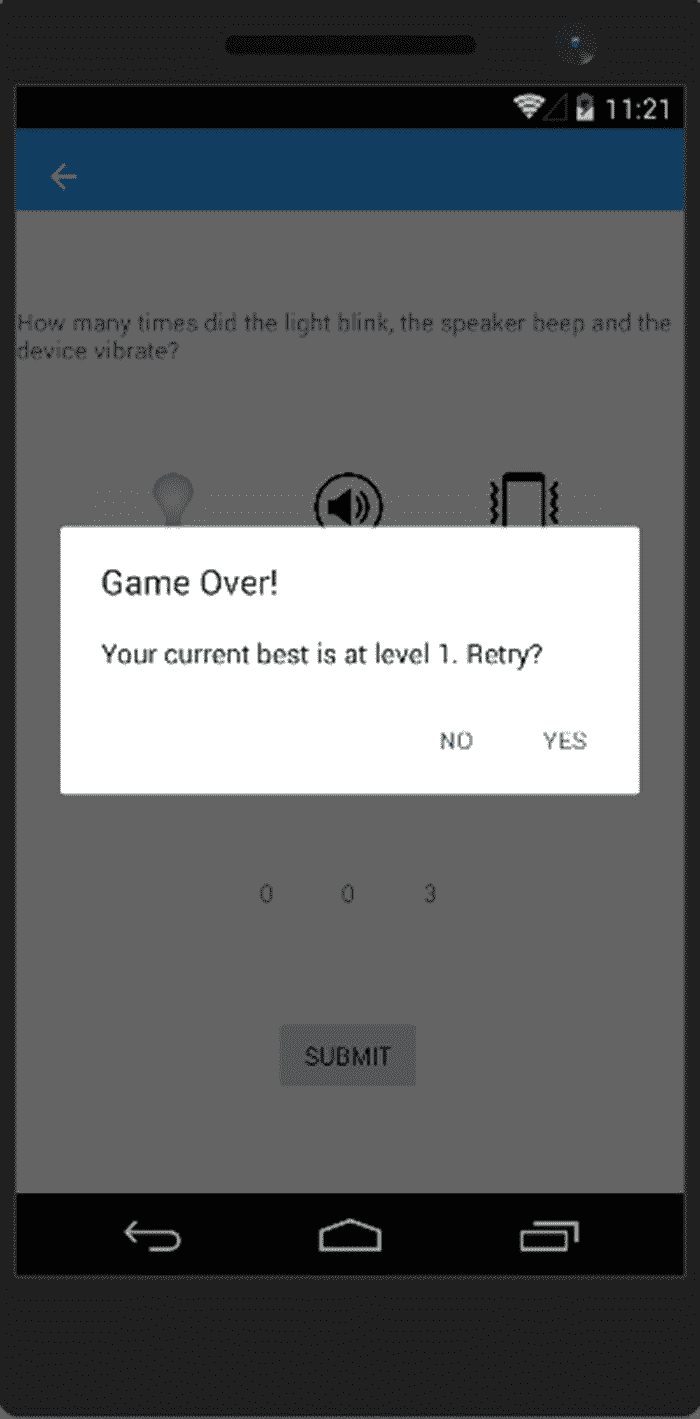 11:21
How many times did the light blink, the speaker beep and the
device vibrate?
Game Over!
Your current best is at level 1. Retry?
NO YES
0 0 3
SUBMIT